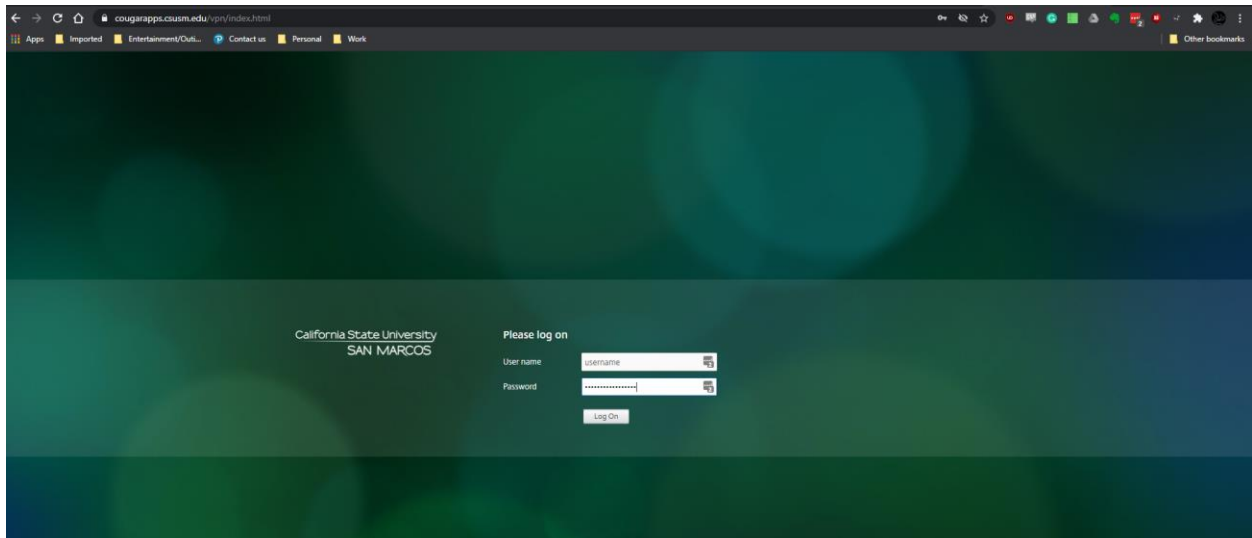 cougarapps.csusm.edu/vpn/index.html
Apps Imported Entertainment/Outi... Contact us Personal Work Other bookmarks
California State University
SAN MARCOS
Please log on
User name username
Password
Log On